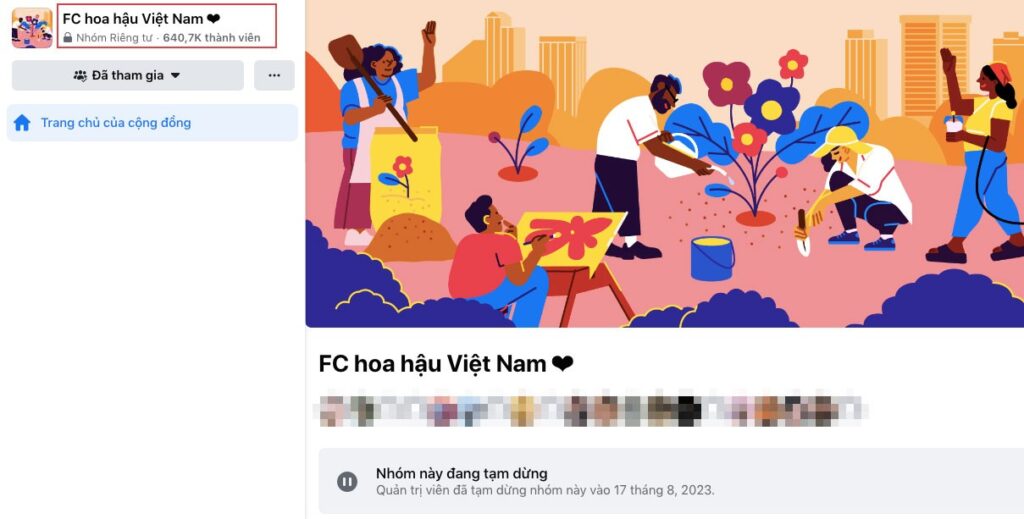 FC hoa hậu Việt Nam ❤
Nhóm Riêng tư · 640,7K thành viên
Đã tham gia
Trang chủ của cộng đồng
FC hoa hậu Việt Nam ❤
Nhóm này đang tạm dừng
Quản trị viên đã tạm dừng nhóm này vào 17 tháng 8, 2023.